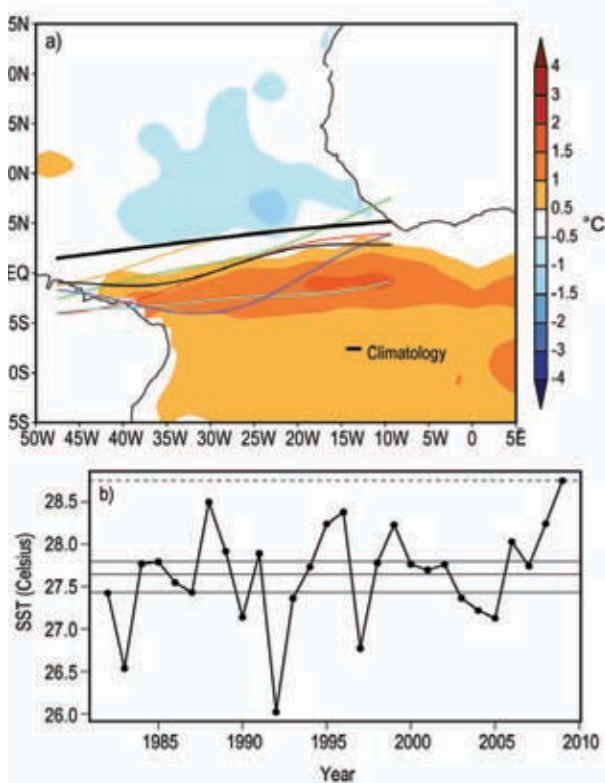 5N
a)
0N
5N
0N
5N
EQ
5S
0S
5S
Climatology
50W 45W 40W 35W 30W 25W 20W 15W 10W 5W 0 5E
4
3
2
1.5
1
0.5
-0.5
-1
-1.5
-2
-3
-4
°C
b)
SST (Celsius)
28.5
28.0
27.5
27.0
26.5
26.0
1985 1990 1995 2000 2005 2010
Year